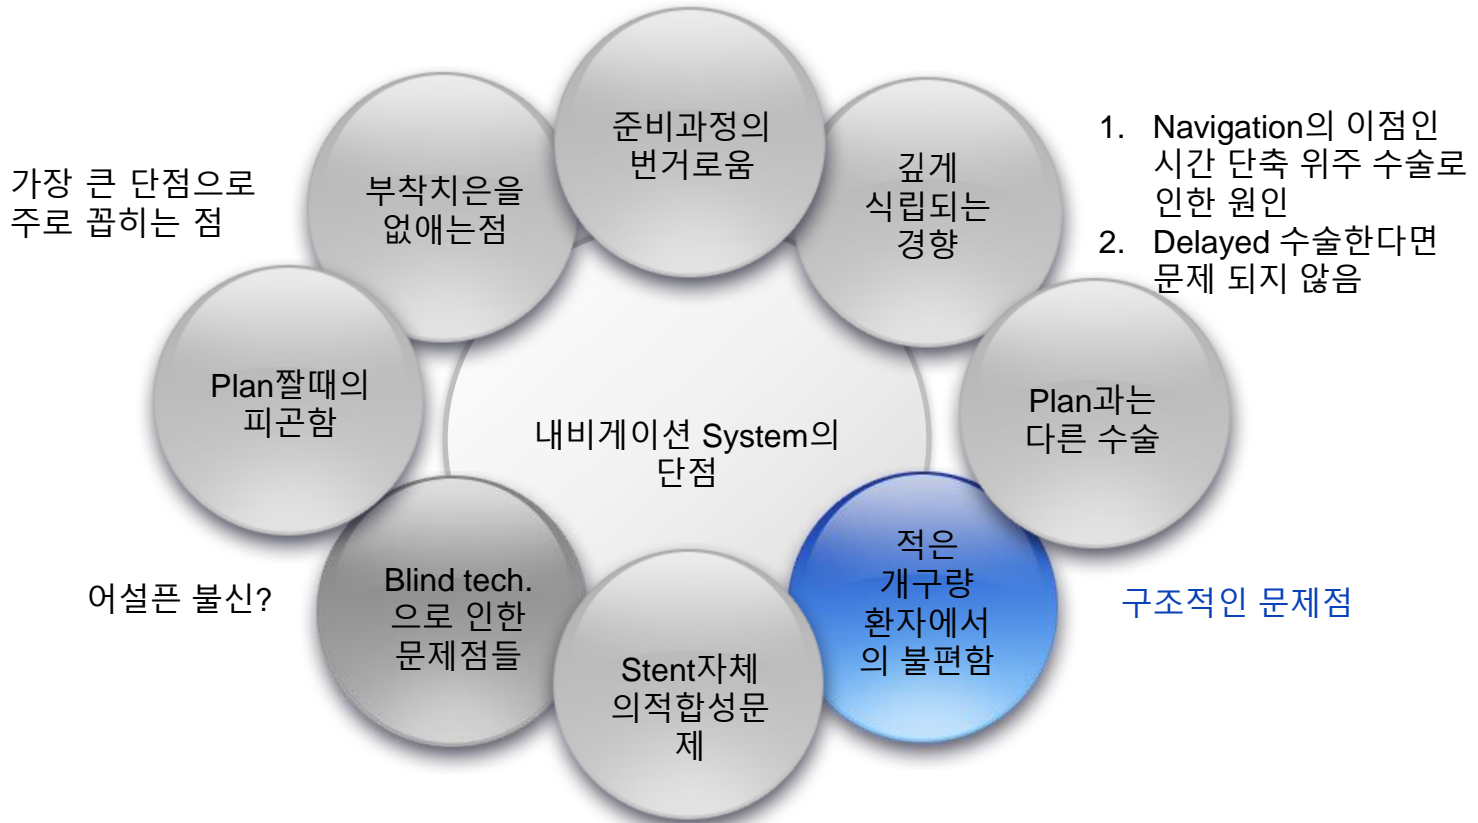 준비과정의
번거로움
깊게
식립되는
경향
1. Navigation의 이점인
시간 단축 위주 수술로
인한 원인
2. Delayed 수술한다면
문제 되지 않음
가장 큰 단점으로
주로 꼽히는 점
부착치은을
없애는점
Plan짤때의
피곤함
내비게이션 System의
단점
Plan과는
다른 수술
어설픈 불신?
Blind tech.
으로 인한
문제점들
Stent자체
의적합성문
제
적은
개구량
환자에서
의 불편함
구조적인 문제점